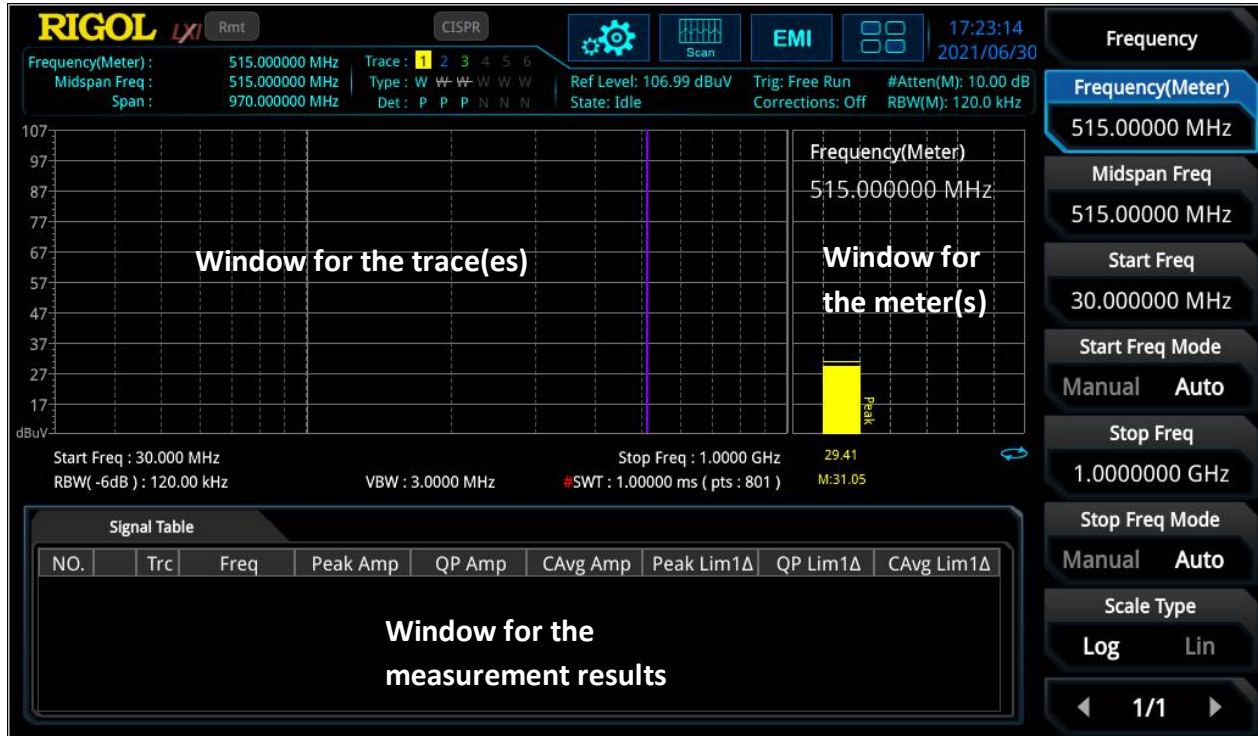 RIGOL LXI Rmt CISPR Scan EMI 17:23:14
2021/06/30
Frequency(Meter) : 515.000000 MHz Trace : 1 2 3 4 5 6
Midspan Freq : 515.000000 MHz Type : W W W W W W Ref Level: 106.99 dBuV Trig: Free Run #Atten(M): 10.00 dB
Span : 970.000000 MHz Det : P P P N N N State: Idle Corrections: Off RBW(M): 120.0 kHz
107
97
87
77
67
57
47
37
27
17
dBuV
Window for the trace(es)
Frequency(Meter)
515.000000 MHz
Window for
the meter(s)
Peak
Start Freq : 30.000 MHz Stop Freq : 1.0000 GHz 29.41
RBW( -6dB ) : 120.00 kHz VBW : 3.0000 MHz #SWT : 1.00000 ms ( pts : 801 ) M:31.05
Signal Table
NO. Trc Freq Peak Amp QP Amp CAvg Amp Peak Lim1Δ QP Lim1Δ CAvg Lim1Δ
Window for the
measurement results
Frequency
Frequency(Meter)
515.00000 MHz
Midspan Freq
515.00000 MHz
Start Freq
30.000000 MHz
Start Freq Mode
Manual Auto
Stop Freq
1.0000000 GHz
Stop Freq Mode
Manual Auto
Scale Type
Log Lin
1/1